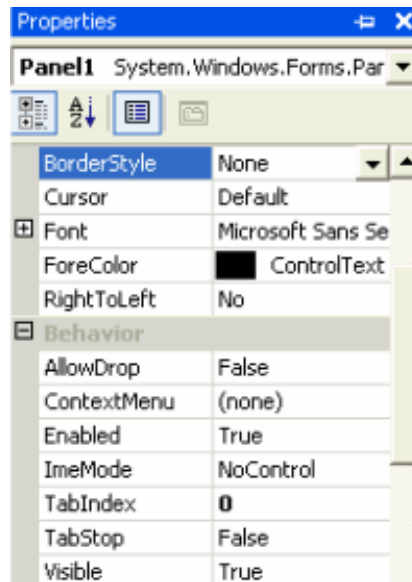 Properties
Panel1 System.Windows.Forms.Par
BorderStyle None
Cursor Default
Font Microsoft Sans Se
ForeColor ControlText
RightToLeft No
Behavior
AllowDrop False
ContextMenu (none)
Enabled True
ImeMode NoControl
TabIndex 0
TabStop False
Visible True